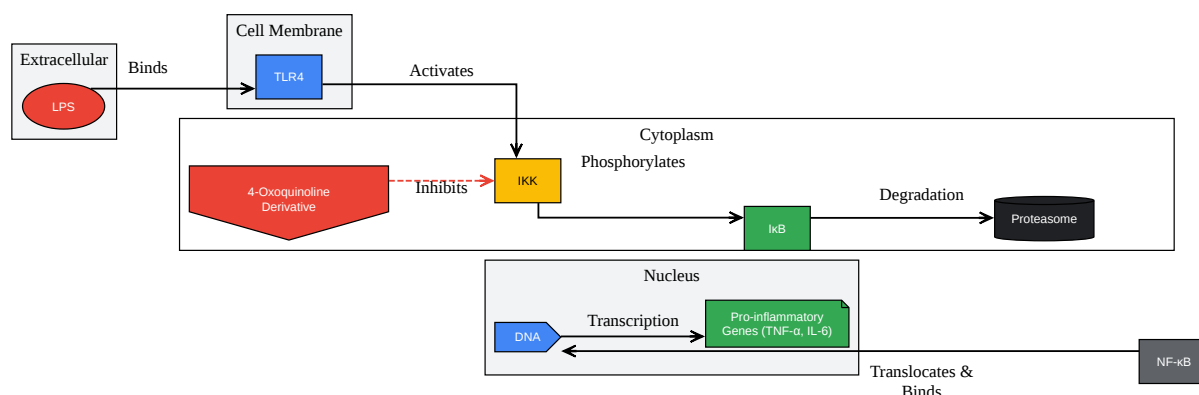 Cell Membrane
Extracellular
Binds
TLR4
Activates
LPS
Cytoplasm
Phosphorylates
4-Oxoquinoline
Derivative
Inhibits
IKK
Degradation
IκB
Proteasome
Nucleus
DNA
Transcription
Pro-inflammatory
Genes (TNF-α, IL-6)
NF-κB
Translocates &
Binds